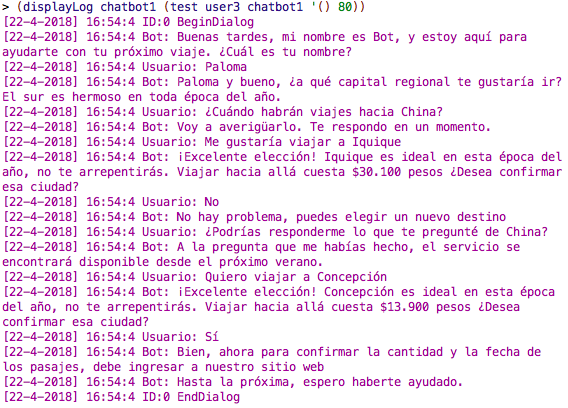 > (displayLog chatbot1 (test user3 chatbot1 '() 80))
[22-4-2018] 16:54:4 ID:0 BeginDialog
[22-4-2018] 16:54:4 Bot: Buenas tardes, mi nombre es Bot, y estoy aquí para
ayudarte con tu próximo viaje. ¿Cuál es tu nombre?
[22-4-2018] 16:54:4 Usuario: Paloma
[22-4-2018] 16:54:4 Bot: Paloma y bueno, ¿a qué capital regional te gustaría ir?
El sur es hermoso en toda época del año.
[22-4-2018] 16:54:4 Usuario: ¿Cuándo habrán viajes hacia China?
[22-4-2018] 16:54:4 Bot: Voy a averigüarlo. Te respondo en un momento.
[22-4-2018] 16:54:4 Usuario: Me gustaría viajar a Iquique
[22-4-2018] 16:54:4 Bot: ¡Excelente elección! Iquique es ideal en esta época del
año, no te arrepentirás. Viajar hacia allá cuesta $30.100 pesos ¿Desea confirmar
esa ciudad?
[22-4-2018] 16:54:4 Usuario: No
[22-4-2018] 16:54:4 Bot: No hay problema, puedes elegir un nuevo destino
[22-4-2018] 16:54:4 Usuario: ¿Podrías responderme lo que te pregunté de China?
[22-4-2018] 16:54:4 Bot: A la pregunta que me habías hecho, el servicio se
encontrará disponible desde el próximo verano.
[22-4-2018] 16:54:4 Usuario: Quiero viajar a Concepción
[22-4-2018] 16:54:4 Bot: ¡Excelente elección! Concepción es ideal en esta época
del año, no te arrepentirás. Viajar hacia allá cuesta $13.900 pesos ¿Desea
confirmar esa ciudad?
[22-4-2018] 16:54:4 Usuario: Sí
[22-4-2018] 16:54:4 Bot: Bien, ahora para confirmar la cantidad y la fecha de
los pasajes, debe ingresar a nuestro sitio web
[22-4-2018] 16:54:4 Bot: Hasta la próxima, espero haberte ayudado.
[22-4-2018] 16:54:4 ID:0 EndDialog